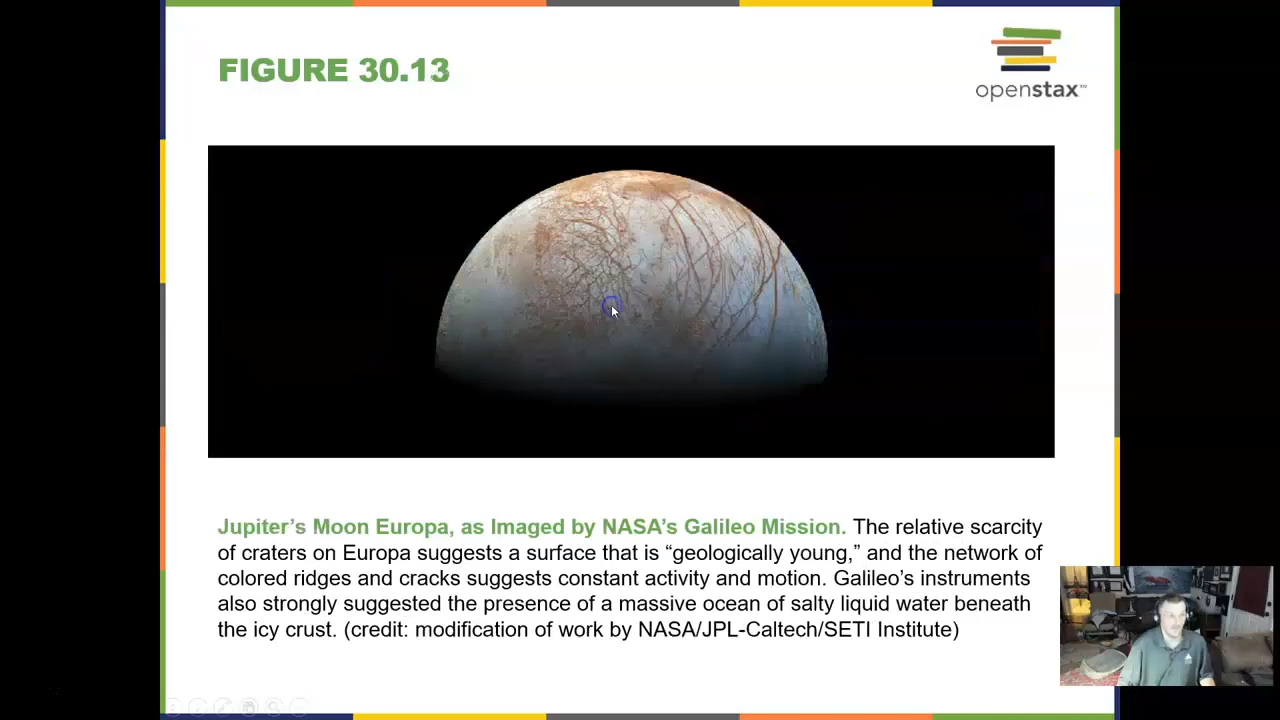 FIGURE 30.13
openstax™
Jupiter’s Moon Europa, as Imaged by NASA’s Galileo Mission. The relative scarcity
of craters on Europa suggests a surface that is “geologically young,” and the network of
colored ridges and cracks suggests constant activity and motion. Galileo’s instruments
also strongly suggested the presence of a massive ocean of salty liquid water beneath
the icy crust. (credit: modification of work by NASA/JPL-Caltech/SETI Institute)